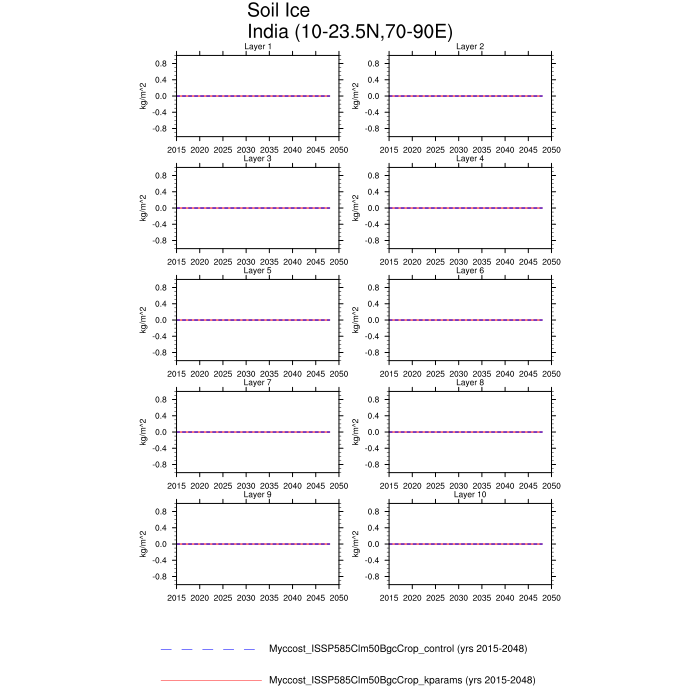 Soil Ice
India (10-23.5N,70-90E)
Layer 1
Layer 2
0.8
0.4
0.0
-0.4
-0.8
kg/m^2
2015 2020 2025 2030 2035 2040 2045 2050
0.8
0.4
0.0
-0.4
-0.8
kg/m^2
2015 2020 2025 2030 2035 2040 2045 2050
Layer 3
Layer 4
0.8
0.4
0.0
-0.4
-0.8
kg/m^2
2015 2020 2025 2030 2035 2040 2045 2050
0.8
0.4
0.0
-0.4
-0.8
kg/m^2
2015 2020 2025 2030 2035 2040 2045 2050
Layer 5
Layer 6
0.8
0.4
0.0
-0.4
-0.8
kg/m^2
2015 2020 2025 2030 2035 2040 2045 2050
0.8
0.4
0.0
-0.4
-0.8
kg/m^2
2015 2020 2025 2030 2035 2040 2045 2050
Layer 7
Layer 8
0.8
0.4
0.0
-0.4
-0.8
kg/m^2
2015 2020 2025 2030 2035 2040 2045 2050
0.8
0.4
0.0
-0.4
-0.8
kg/m^2
2015 2020 2025 2030 2035 2040 2045 2050
Layer 9
Layer 10
0.8
0.4
0.0
-0.4
-0.8
kg/m^2
2015 2020 2025 2030 2035 2040 2045 2050
0.8
0.4
0.0
-0.4
-0.8
kg/m^2
2015 2020 2025 2030 2035 2040 2045 2050
Myccost_ISSP585Clm50BgcCrop_control (yrs 2015-2048)
Myccost_ISSP585Clm50BgcCrop_kparams (yrs 2015-2048)